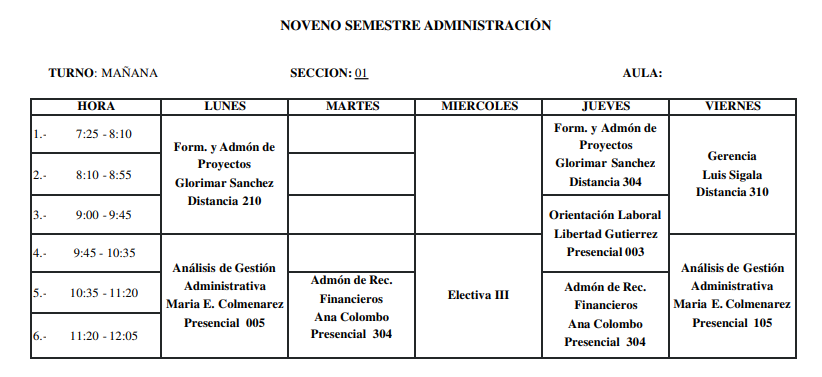 NOVENO SEMESTRE ADMINISTRACIÓN
TURNO: MAÑANA SECCION: 01 AULA:
HORA LUNES MARTES MIERCOLES JUEVES VIERNES
1.- 7:25 - 8:10
2.- 8:10 - 8:55
3.- 9:00 - 9:45
4.- 9:45 - 10:35
5.- 10:35 - 11:20
6.- 11:20 - 12:05
Form. y Admón de
Proyectos
Glorimar Sanchez
Distancia 210
Análisis de Gestión
Administrativa
Maria E. Colmenarez
Presencial 005
Admón de Rec.
Financieros
Ana Colombo
Presencial 304
Electiva III
Form. y Admón de
Proyectos
Glorimar Sanchez
Distancia 304
Orientación Laboral
Libertad Gutierrez
Presencial 003
Admón de Rec.
Financieros
Ana Colombo
Presencial 304
Gerencia
Luis Sigala
Distancia 310
Análisis de Gestión
Administrativa
Maria E. Colmenarez
Presencial 105